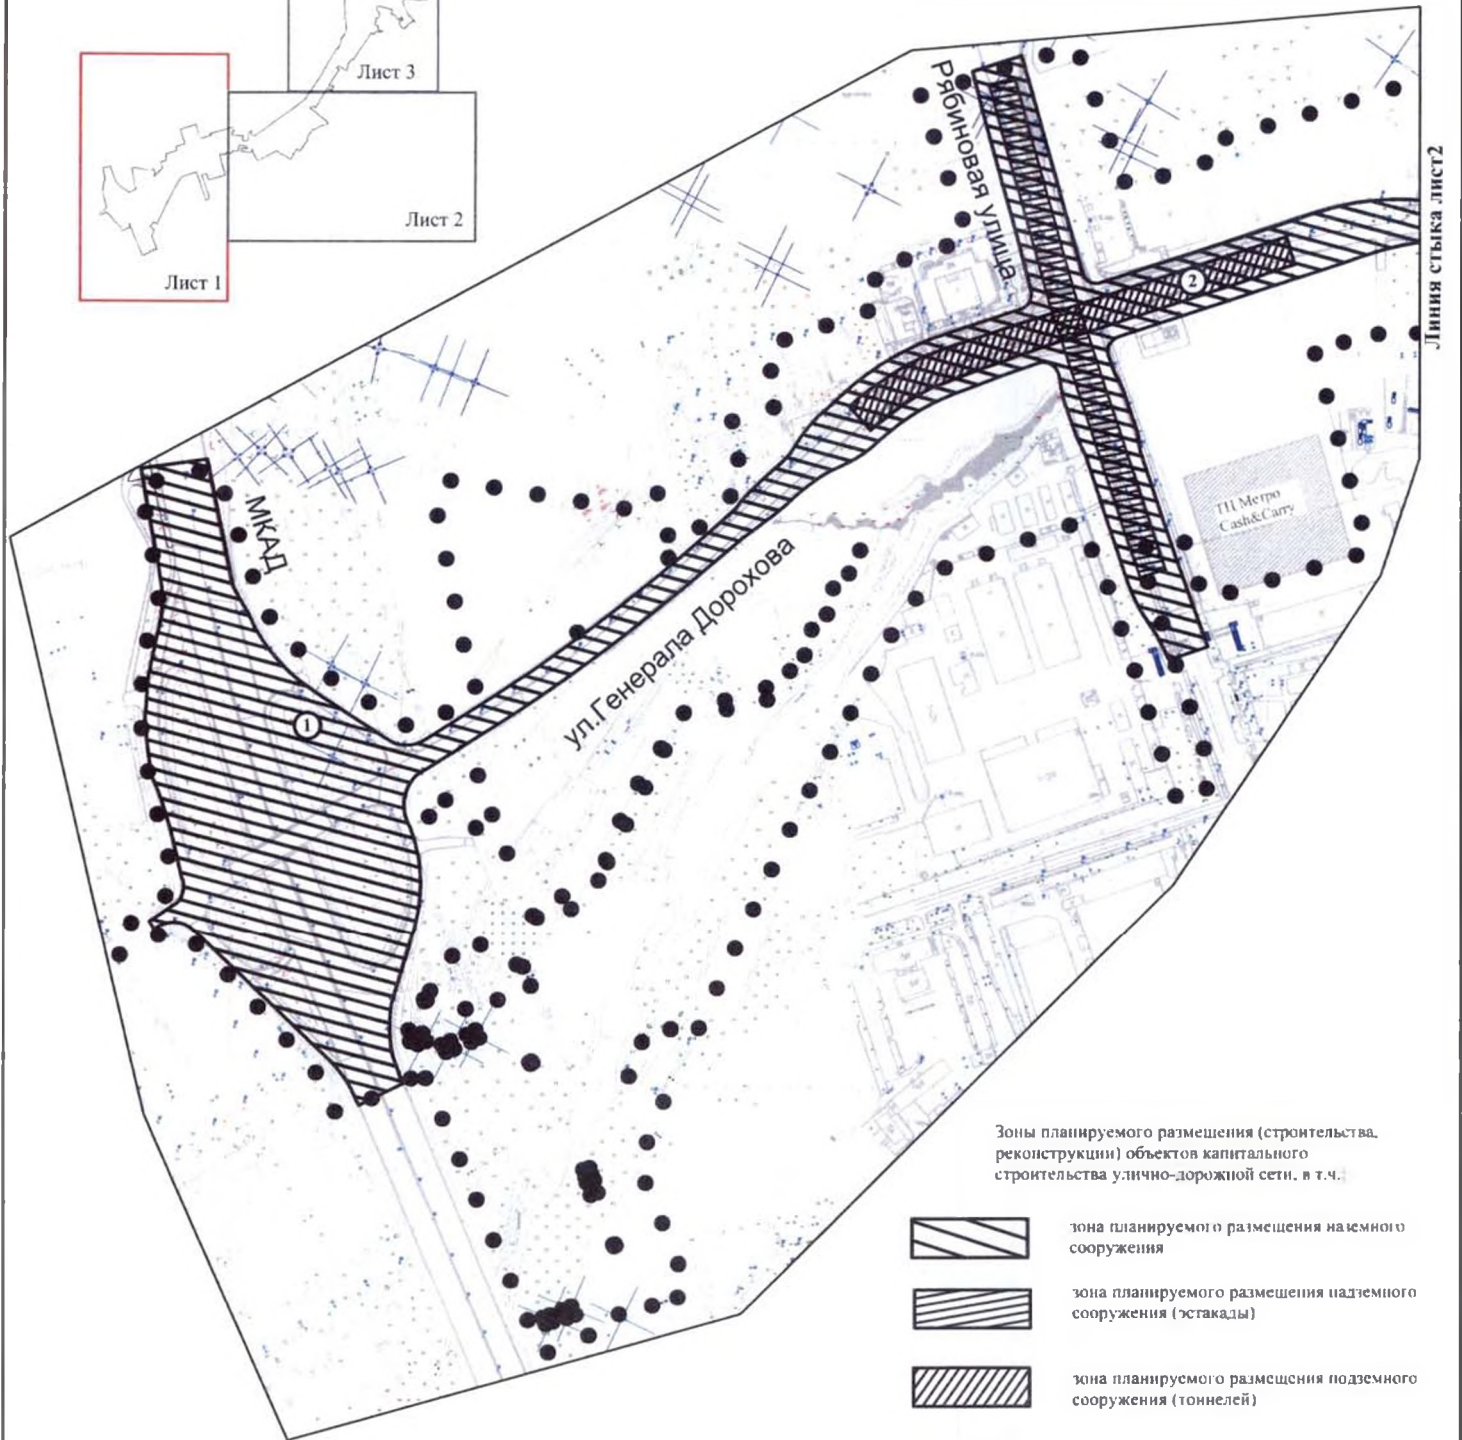 Лист 3
Лист 2
Лист 1
Рябиновая улица
Линия стыка лист2
2
МКАД
ТЦ Метро
Cash&Carry
ул.Генерала Дорохова
1
Зоны планируемого размещения (строительства,
реконструкции) объектов капитального
строительства улично-дорожной сети, в т.ч.:
зона планируемого размещения наземного
сооружения
зона планируемого размещения надземного
сооружения (эстакады)
зона планируемого размещения подземного
сооружения (тоннелей)